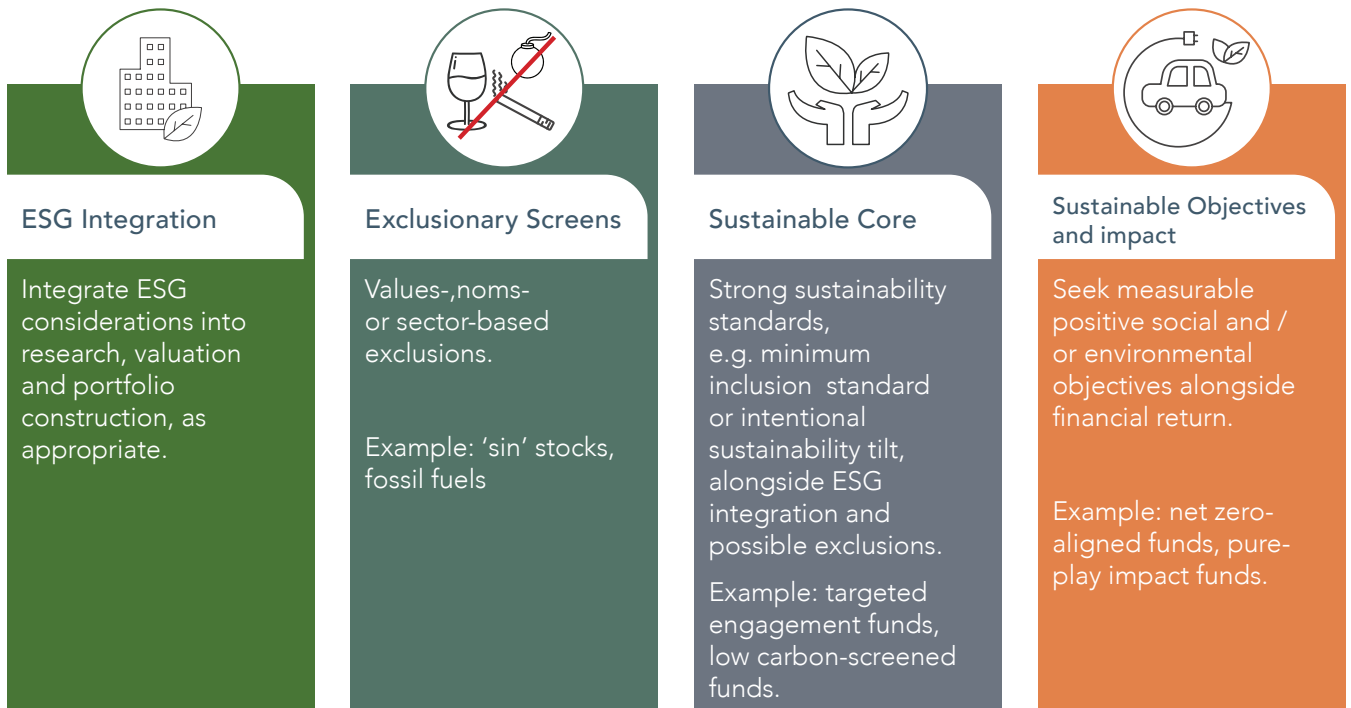 ESG Integration
Integrate ESG
considerations into
research, valuation
and portfolio
construction, as
appropriate.
Exclusionary Screens
Values-,noms-
or sector-based
exclusions.
Example: ‘sin’ stocks,
fossil fuels
Sustainable Core
Strong sustainability
standards,
e.g. minimum
inclusion  standard
or intentional
sustainability tilt,
alongside ESG
integration and
possible exclusions.
Example: targeted
engagement funds,
low carbon-screened
funds.
Sustainable Objectives
and impact
Seek measurable
positive social and /
or environmental
objectives alongside
financial return.
Example: net zero-
aligned funds, pure-
play impact funds.